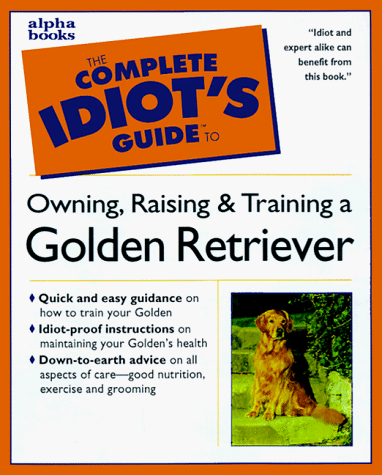 alpha
books
"Idiot and
expert alike can
benefit from
this book."
THE
COMPLETE
IDIOT'S
GUIDE™ TO
Owning, Raising & Training a
Golden Retriever
♦ Quick and easy guidance on
how to train your Golden
♦ Idiot-proof instructions on
maintaining your Golden's health
♦ Down-to-earth advice on all
aspects of care—good nutrition,
exercise and grooming